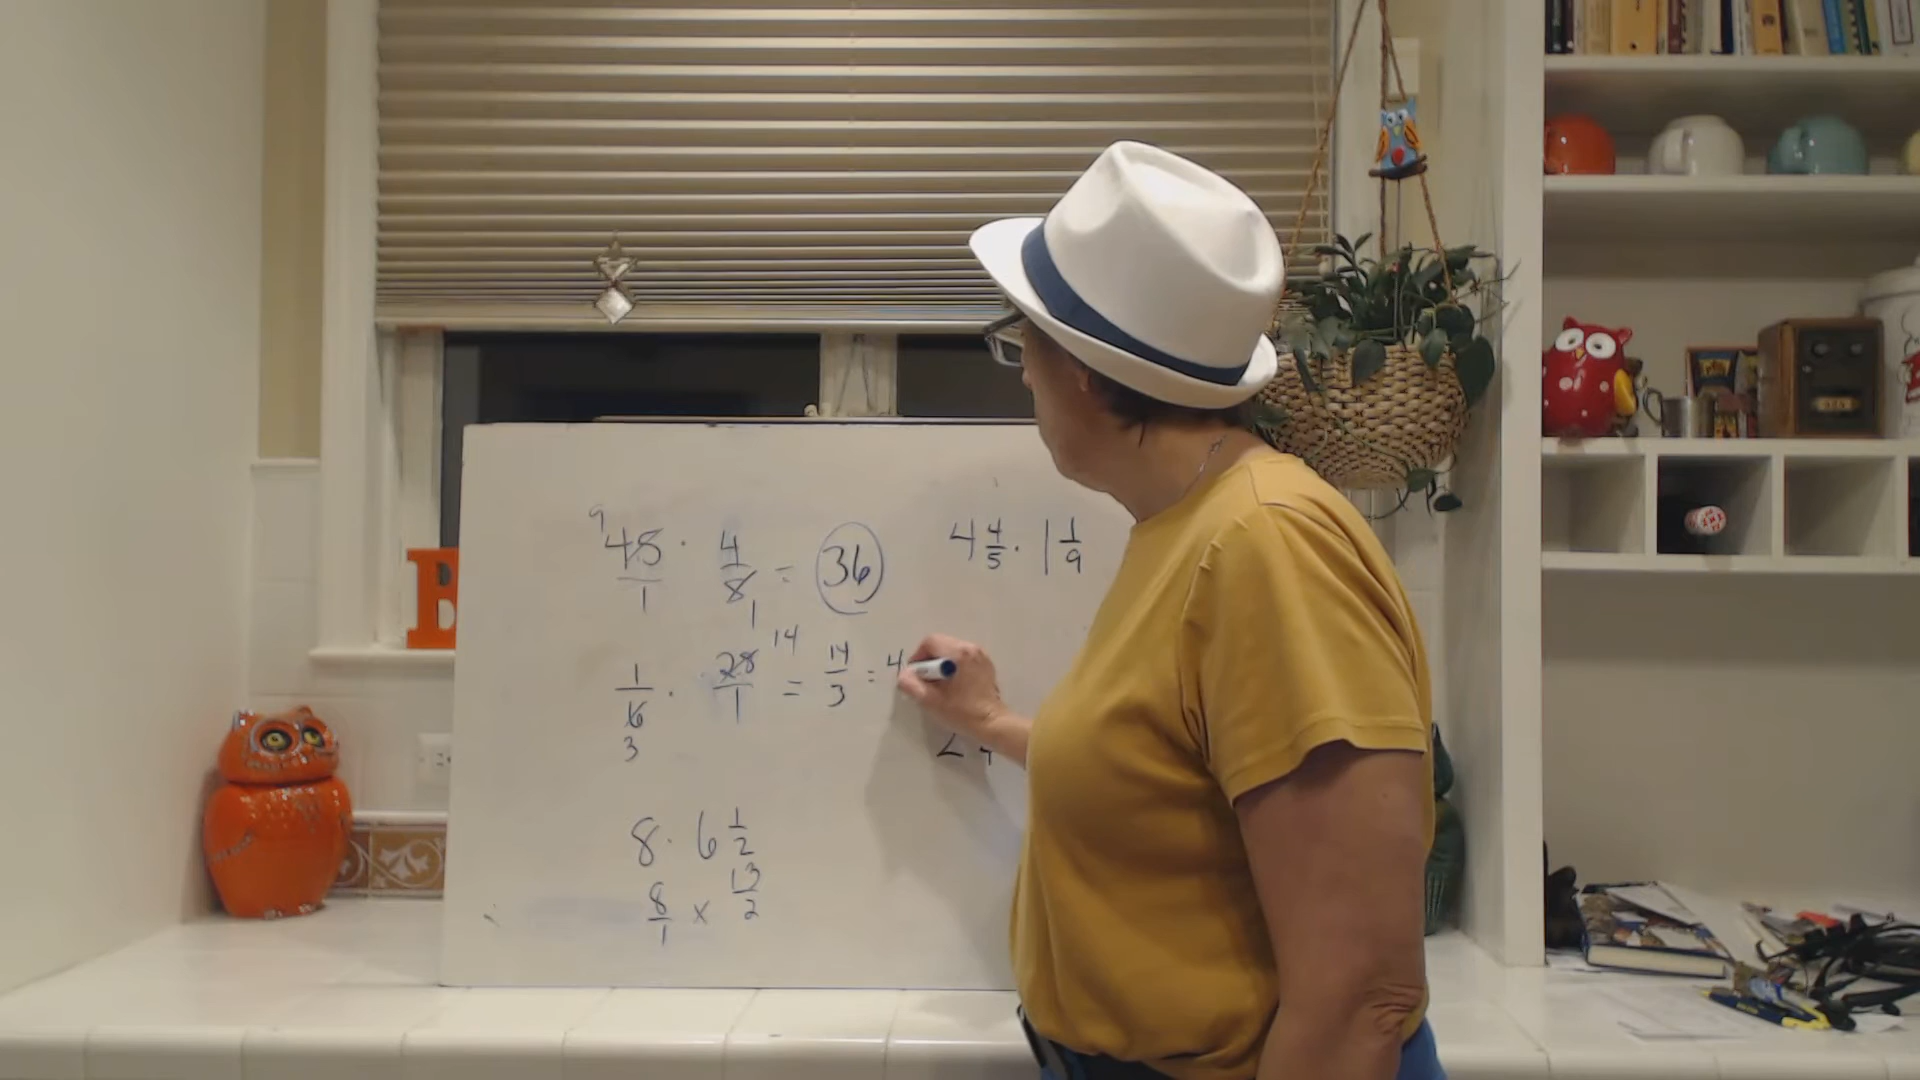 9
45/1 · 4/8 = 36
1
4 4/5 · 1 1/9
14
1/6 · 28/1 = 14/3 = 4
3
2
8 · 6 1/2
8/1 x 13/2